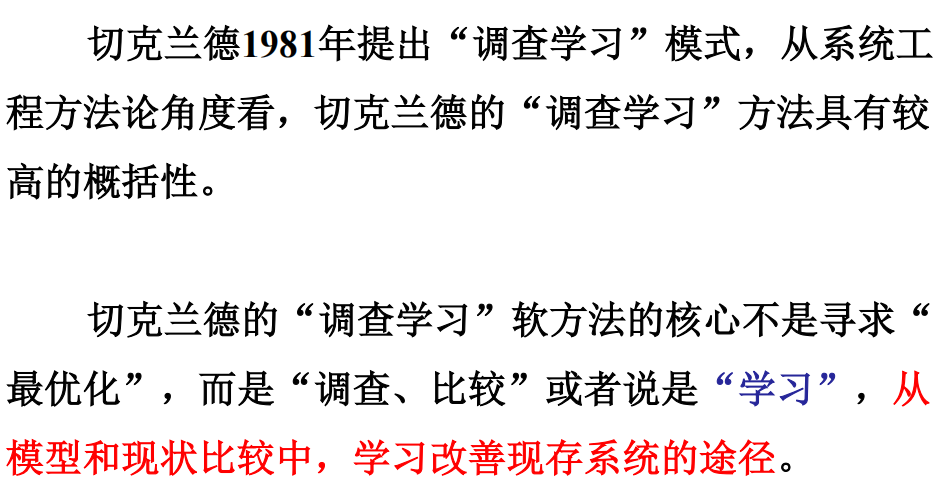 切克兰德1981年提出“调查学习”模式，从系统工
程方法论角度看，切克兰德的“调查学习”方法具有较
高的概括性。
切克兰德的“调查学习”软方法的核心不是寻求“
最优化”，而是“调查、比较”或者说是“学习”，从
模型和现状比较中，学习改善现存系统的途径。